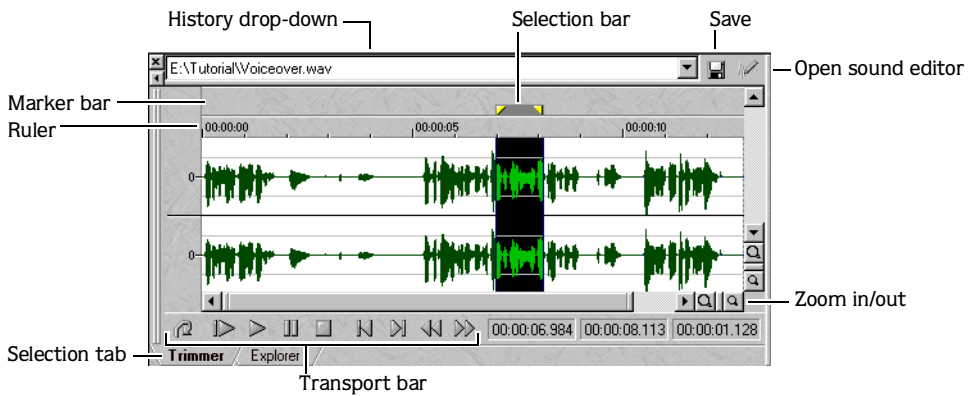 History drop-down
Selection bar
Save
E:\Tutorial\Voiceover.wav
Open sound editor
Marker bar
Ruler
00:00:00 00:00:05 00:00:10
0
0
Zoom in/out
00:00:06.984 00:00:08.113 00:00:01.128
Selection tab
Trimmer Explorer
Transport bar